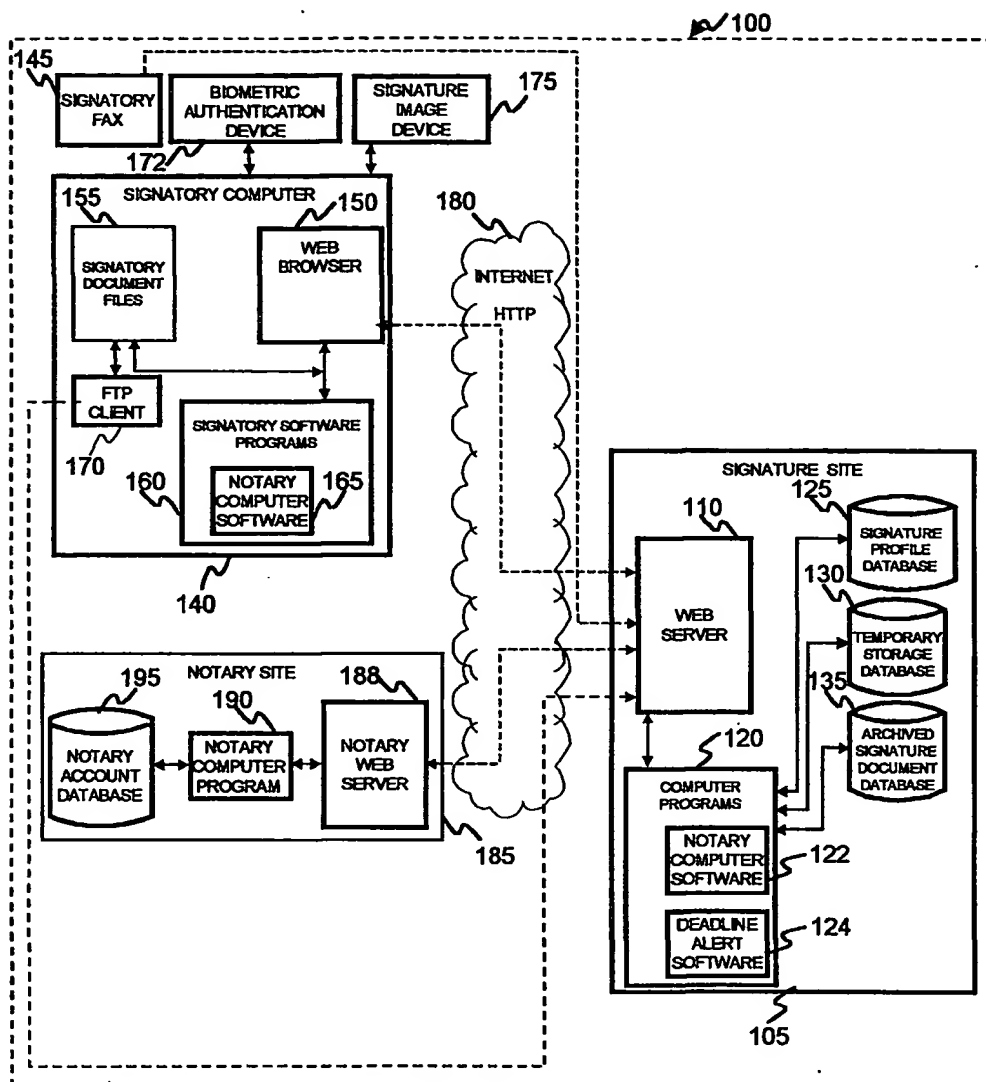 100
145
SIGNATORY
FAX
BIOMETRIC
AUTHENTICATION
DEVICE
172
SIGNATURE
IMAGE
DEVICE
175
SIGNATORY COMPUTER
155
SIGNATORY
DOCUMENT
FILES
150
WEB
BROWSER
180
INTERNET
HTTP
FTP
CLIENT
170
SIGNATORY SOFTWARE
PROGRAMS
160
NOTARY
COMPUTER
SOFTWARE
165
140
SIGNATURE SITE
110
WEB
SERVER
125
SIGNATURE
PROFILE
DATABASE
130
TEMPORARY
STORAGE
DATABASE
135
ARCHIVED
SIGNATURE
DOCUMENT
DATABASE
120
COMPUTER
PROGRAMS
NOTARY
COMPUTER
SOFTWARE
122
DEADLINE
ALERT
SOFTWARE
124
105
NOTARY SITE
195
NOTARY
ACCOUNT
DATABASE
190
NOTARY
COMPUTER
PROGRAM
188
NOTARY
WEB
SERVER
185